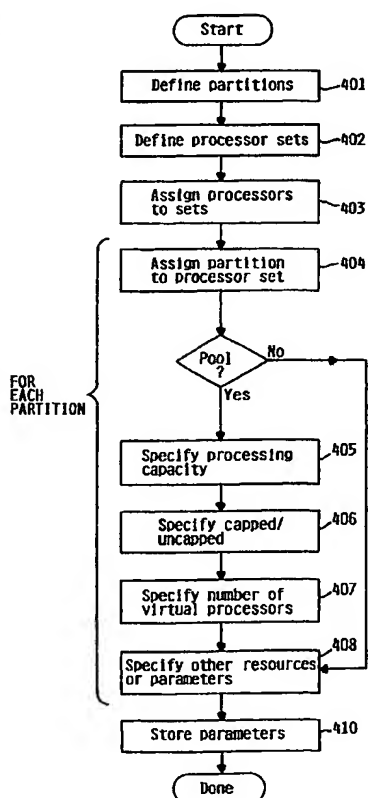 Start
Define partitions
401
Define processor sets
402
Assign processors
to sets
403
Assign partition
to processor set
404
Pool
?
No
Yes
FOR
EACH
PARTITION
Specify processing
capacity
405
Specify capped/
uncapped
406
Specify number of
virtual processors
407
Specify other resources
or parameters
408
Store parameters
410
Done